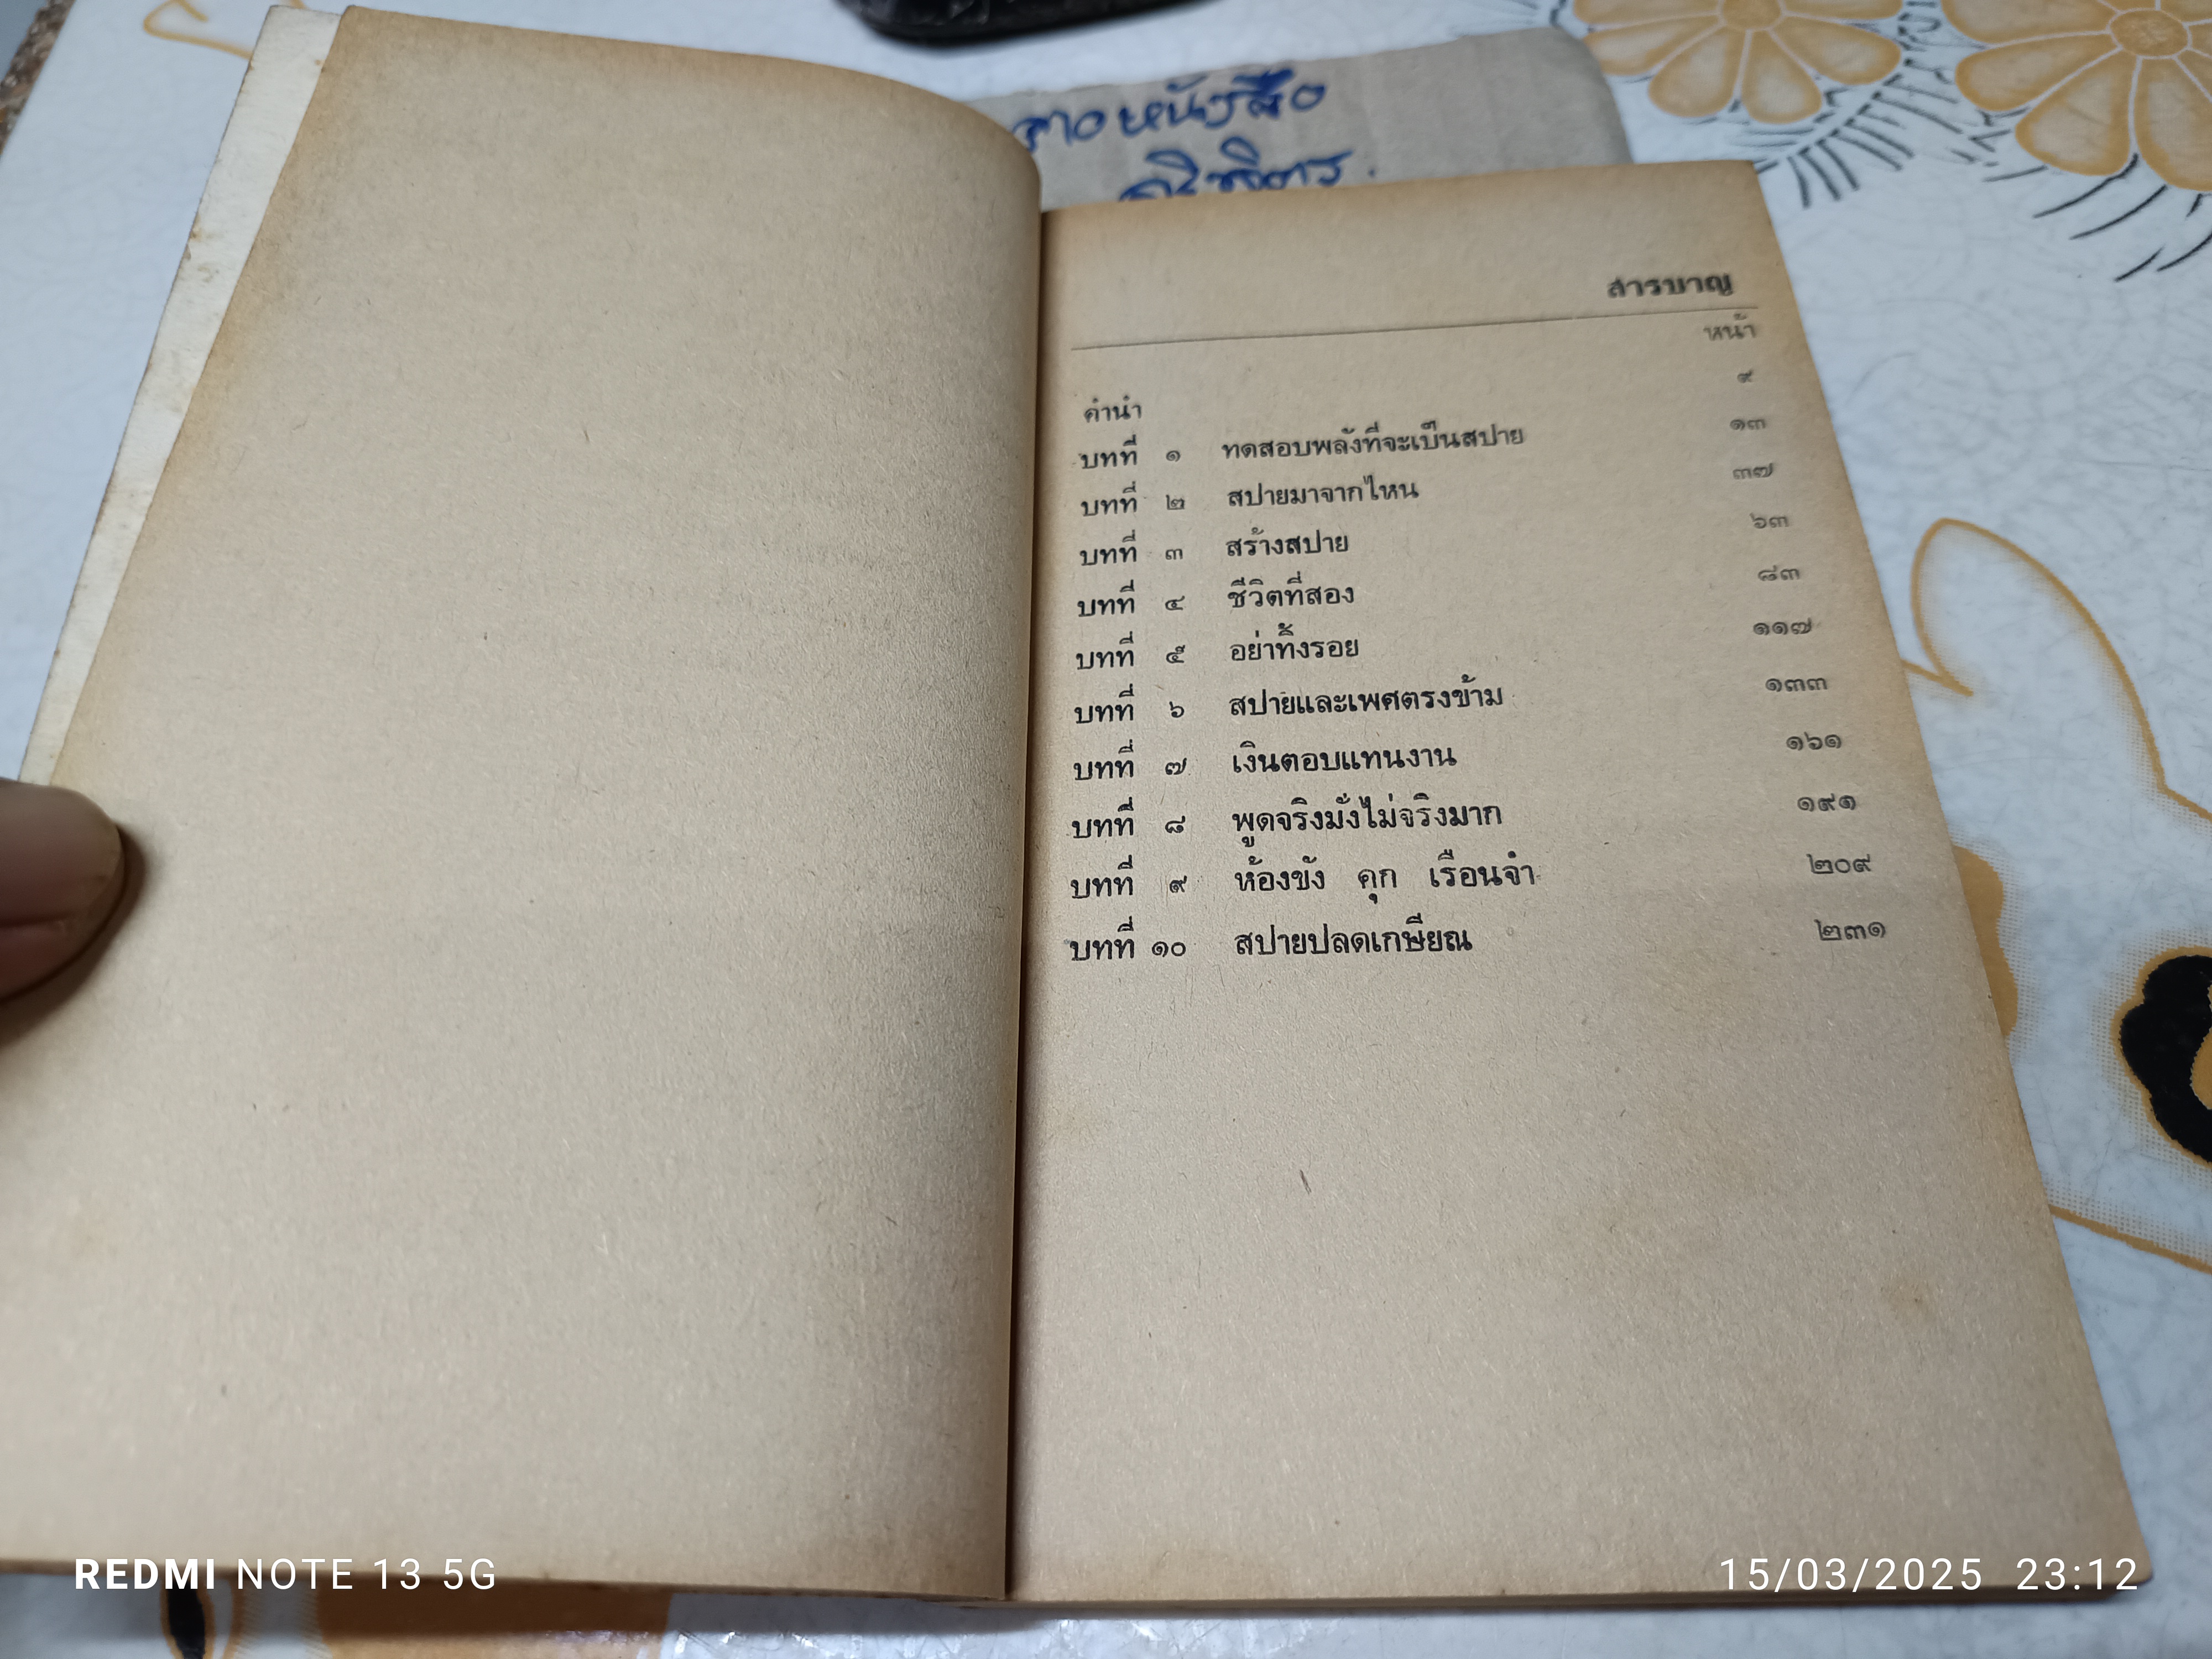 หนังสือ
สารบาญ
หน้า
คำนำ ๙
บทที่ ๑ ทดสอบพลังที่จะเป็นสปาย ๑๓
บทที่ ๒ สปายมาจากไหน ๓๗
บทที่ ๓ สร้างสปาย ๖๓
บทที่ ๔ ชีวิตที่สอง ๘๓
บทที่ ๕ อย่าทิ้งรอย ๑๑๗
บทที่ ๖ สปายและเพศตรงข้าม ๑๓๓
บทที่ ๗ เงินตอบแทนงาน ๑๖๑
บทที่ ๘ พูดจริงมั่งไม่จริงมาก ๑๙๑
บทที่ ๙ ห้องขัง คุก เรือนจำ ๒๐๙
บทที่ ๑๐ สปายปลดเกษียณ ๒๓๑
REDMI NOTE 13 5G
15/03/2025 23:12